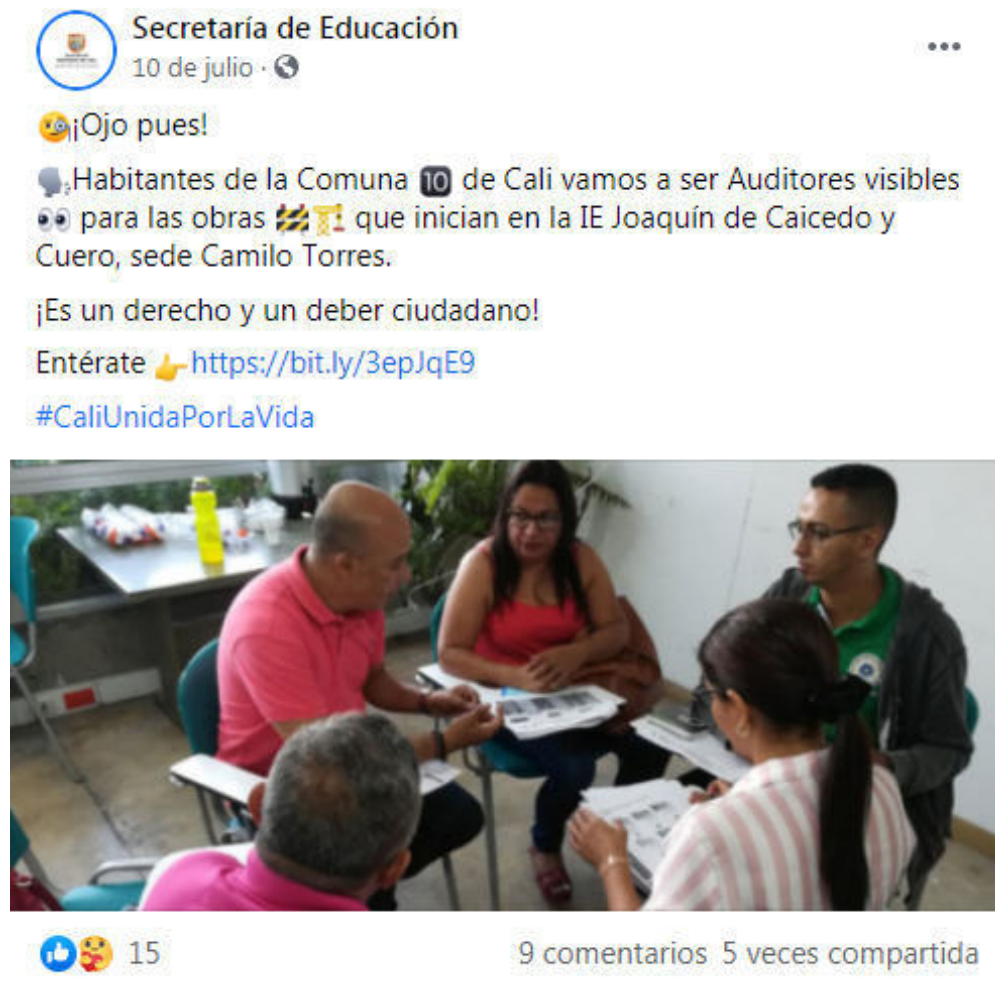 Secretaría de Educación
10 de julio ·
¡Ojo pues!
Habitantes de la Comuna 10 de Cali vamos a ser Auditores visibles
para las obras que inician en la IE Joaquín de Caicedo y
Cuero, sede Camilo Torres.
¡Es un derecho y un deber ciudadano!
Entérate https://bit.ly/3epJqE9
#CaliUnidaPorLaVida
15
9 comentarios 5 veces compartida